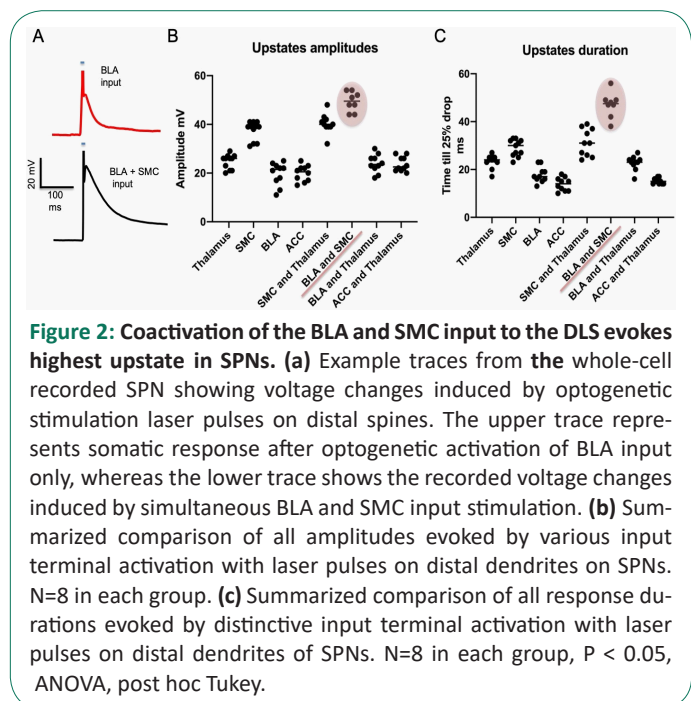 A
B
C
Upstates amplitudes
Upstates duration
BLA
input
BLA + SMC
input
20 mV
100
ms
Amplitude mV
60
40
20
0
Thalamus
SMC
BLA
ACC
SMC and Thalamus
BLA and SMC
BLA and Thalamus
ACC and Thalamus
Time till 25% drop
ms
60
40
20
0
Thalamus
SMC
BLA
ACC
SMC and Thalamus
BLA and SMC
BLA and Thalamus
ACC and Thalamus
Figure 2: Coactivation of the BLA and SMC input to the DLS evokes
highest upstate in SPNs. (a) Example traces from the whole-cell
recorded SPN showing voltage changes induced by optogenetic
stimulation laser pulses on distal spines. The upper trace repre-
sents somatic response after optogenetic activation of BLA input
only, whereas the lower trace shows the recorded voltage changes
induced by simultaneous BLA and SMC input stimulation. (b) Sum-
marized comparison of all amplitudes evoked by various input
terminal activation with laser pulses on distal dendrites on SPNs.
N=8 in each group. (c) Summarized comparison of all response du-
rations evoked by distinctive input terminal activation with laser
pulses on distal dendrites of SPNs. N=8 in each group, P < 0.05,
ANOVA, post hoc Tukey.